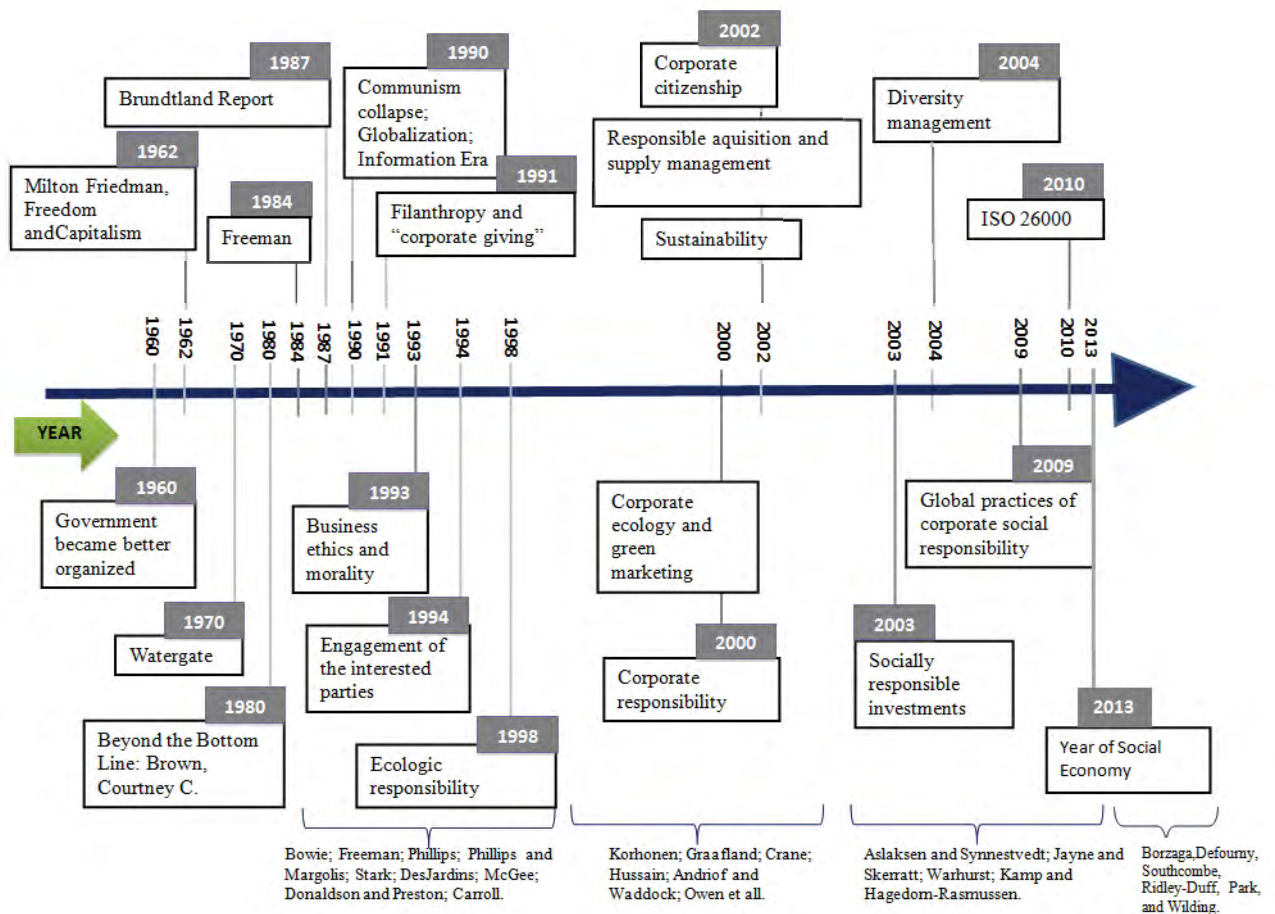 1987
Brundtland Report
1990
Communism
collapse;
Globalization;
Information Era
2002
Corporate
citizenship
2004
Diversity
management
1962
Milton Friedman,
Freedom
andCapitalism
1984
Freeman
1991
Filanthropy and
“corporate giving”
Responsible aquisition and
supply management
Sustainability
2010
ISO 26000
1960
1962
1970
1980
1984
1987
1990
1991
1993
1994
1998
2000
2002
2003
2004
2009
2010
2013
YEAR
1960
Government
became better
organized
1993
Business
ethics and
morality
Corporate
ecology and
green
marketing
2009
Global practices of
corporate social
responsibility
1970
Watergate
1994
Engagement of
the interested
parties
2000
Corporate
responsibility
2003
Socially
responsible
investments
1980
Beyond the Bottom
Line: Brown,
Courtney C.
1998
Ecologic
responsibility
2013
Year of Social
Economy
Bowie; Freeman; Phillips; Phillips and
Margolis; Stark; DesJardins; McGee;
Donaldson and Preston; Carroll.
Korhonen; Graafland; Crane;
Hussain; Andriof and
Waddock; Owen et all.
Aslaksen and Synnestvedt; Jayne and
Skerratt; Warhurst; Kamp and
Hagedom-Rasmussen.
Borzaga,Defourny,
Southcombe,
Ridley-Duff, Park,
and Wilding.